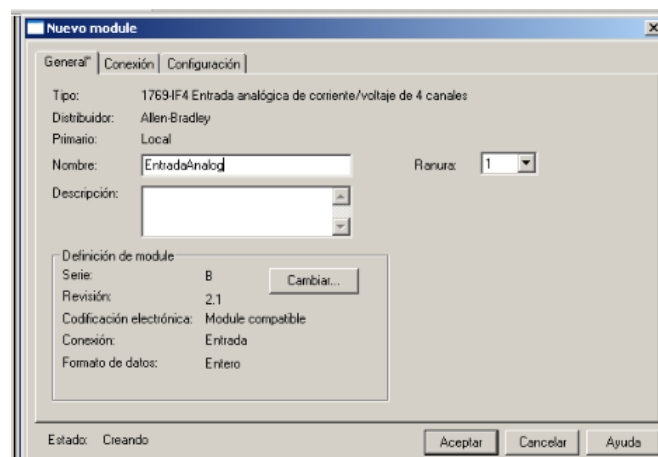 Nuevo module
General* Conexión Configuración
Tipo: 1769-IF4 Entrada analógica de corriente/voltaje de 4 canales
Distribuidor: Allen-Bradley
Primario: Local
Nombre: EntradaAnalog Ranura: 1
Descripción:
Definición de module
Serie: B Cambiar...
Revisión: 2.1
Codificación electrónica: Module compatible
Conexión: Entrada
Formato de datos: Entero
Estado: Creando Aceptar Cancelar Ayuda